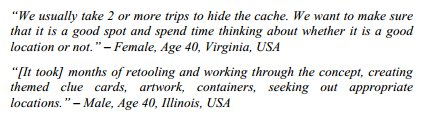 “We usually take 2 or more trips to hide the cache. We want to make sure
that it is a good spot and spend time thinking about whether it is a good
location or not.” – Female, Age 40, Virginia, USA
“[It took] months of retooling and working through the concept, creating
themed clue cards, artwork, containers, seeking out appropriate
locations.” – Male, Age 40, Illinois, USA